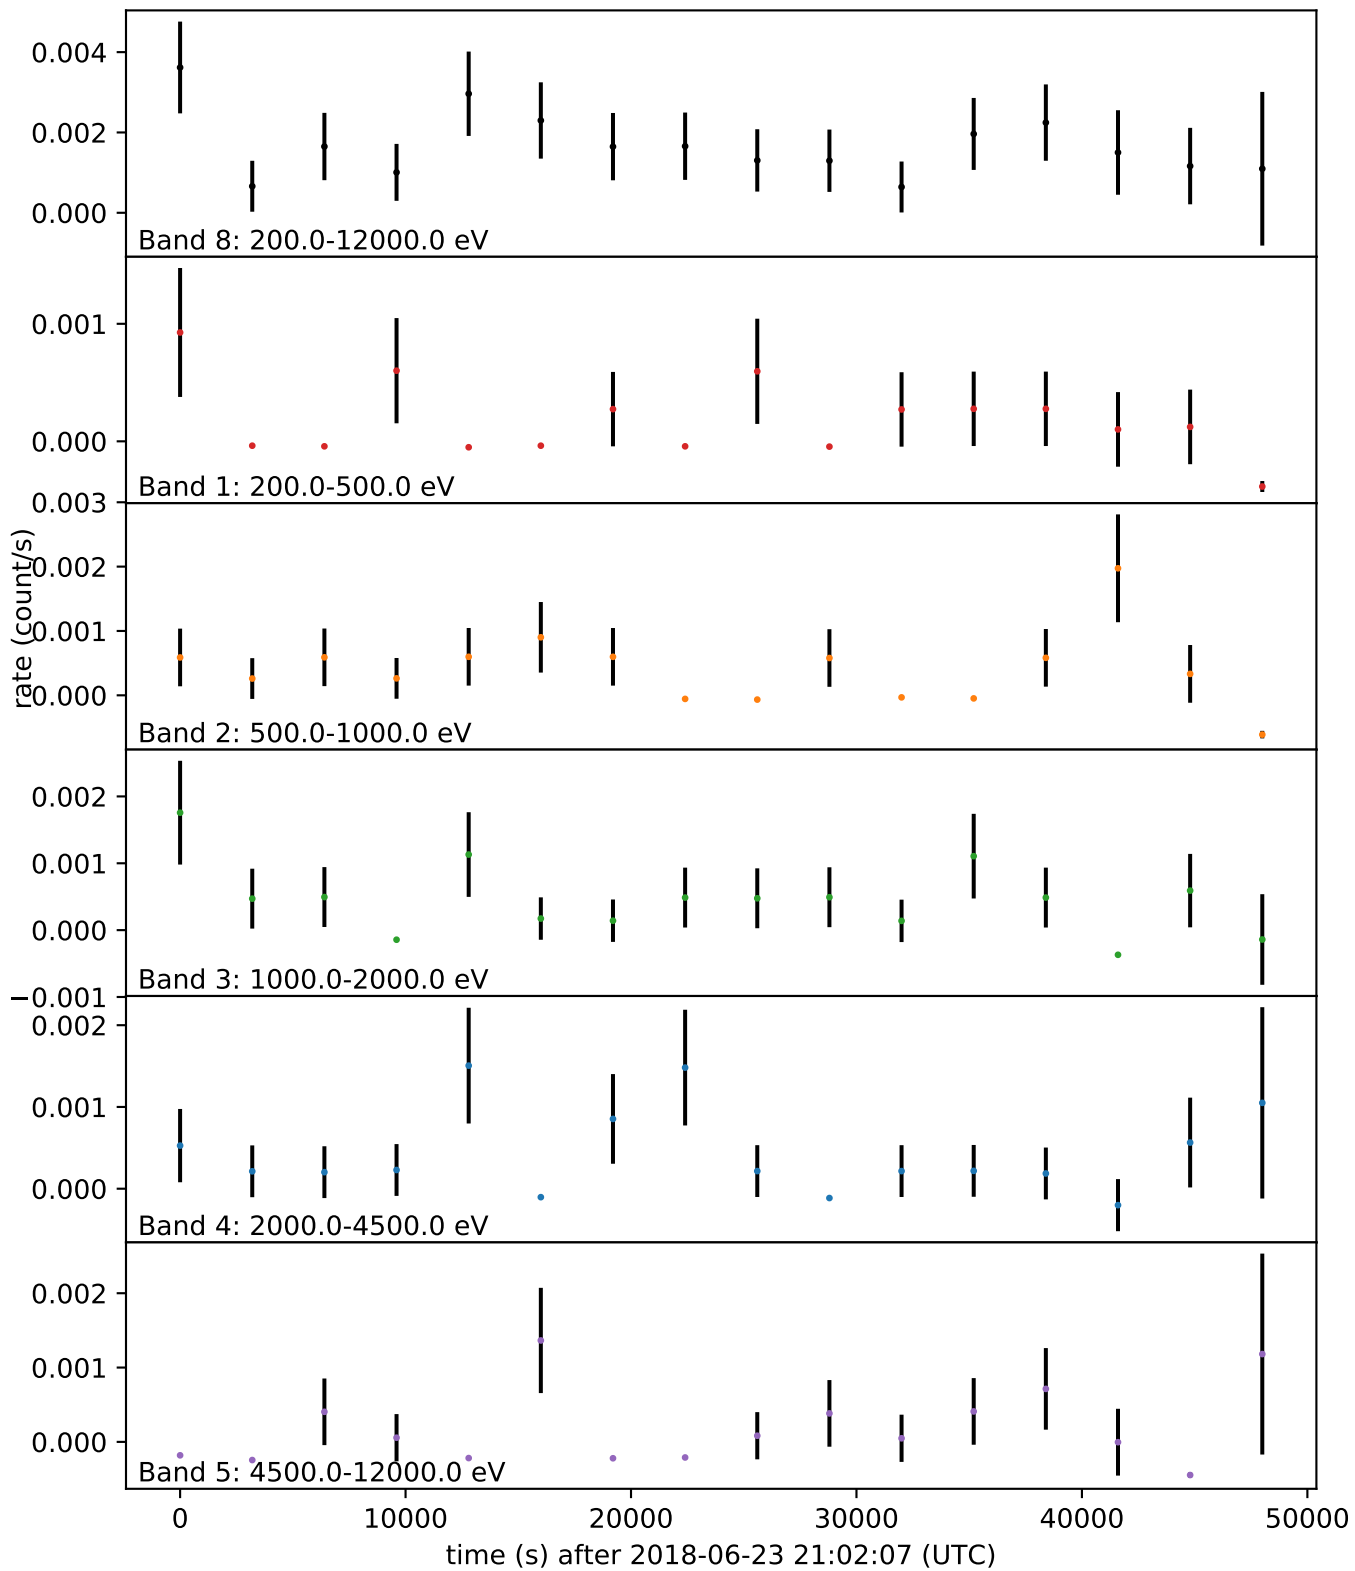 0.004
0.002
0.000
Band 8: 200.0-12000.0 eV
0.001
0.000
Band 1: 200.0-500.0 eV
rate (count/s)
0.003
0.002
0.001
0.000
Band 2: 500.0-1000.0 eV
0.002
0.001
0.000
−0.001
Band 3: 1000.0-2000.0 eV
0.002
0.001
0.000
Band 4: 2000.0-4500.0 eV
0.002
0.001
0.000
Band 5: 4500.0-12000.0 eV
0 10000 20000 30000 40000 50000
time (s) after 2018-06-23 21:02:07 (UTC)